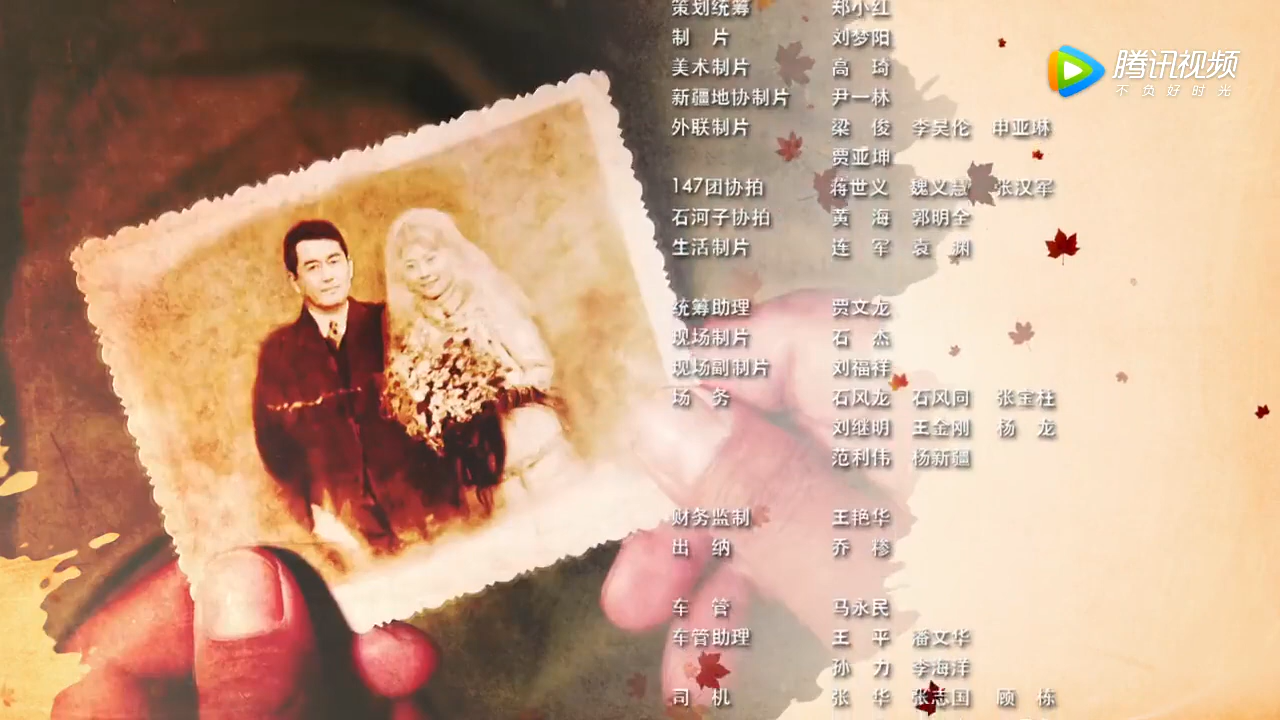 策划统筹 郑小红
制 片 刘梦阳
美术制片 高 琦
新疆地协制片 尹一林
外联制片 梁 俊 李昊伦 申亚琳
贾亚坤
147团协拍 蒋世义 魏义慧 张汉军
石河子协拍 黄 海 郭明全
生活制片 连 军 袁 渊
统筹助理 贾文龙
现场制片 石 杰
现场副制片 刘福祥
场 务 石风龙 石风同 张宝柱
刘继明 王金刚 杨 龙
范利伟 杨新疆
财务监制 王艳华
出 纳 乔 糁
车 管 马永民
车管助理 王 平 潘文华
孙 力 李海洋
司 机 张 华 张志国 顾 栋
腾讯视频
不负好时光